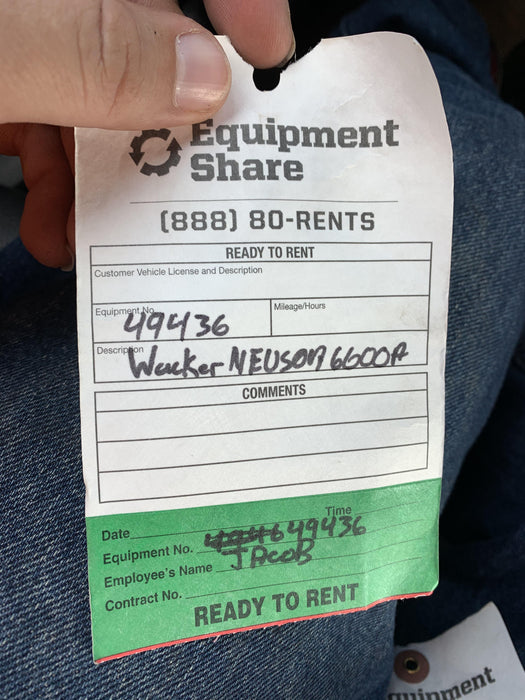 Equipment
Share
(888) 80-RENTS
READY TO RENT
Customer Vehicle License and Description
Equipment No. 49436 Mileage/Hours
Description Wacker NEUSON 6600A
COMMENTS
Date Time
Equipment No. 49436
Employee's Name JACOB
Contract No.
READY TO RENT